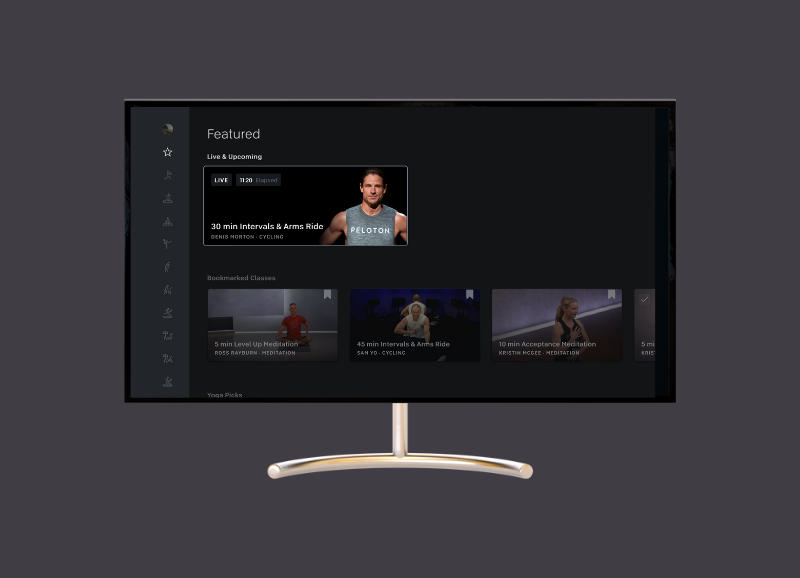 Featured
Live & Upcoming
LIVE 11:20 Elapsed
PELOTON
30 min Intervals & Arms Ride
DENIS MORTON · CYCLING
Bookmarked Classes
5 min Level Up Meditation
ROSS RAYBURN · MEDITATION
45 min Intervals & Arms Ride
SAM YO · CYCLING
10 min Acceptance Meditation
KRISTIN MCGEE · MEDITATION
5 mi
KRIST
Yoga Picks